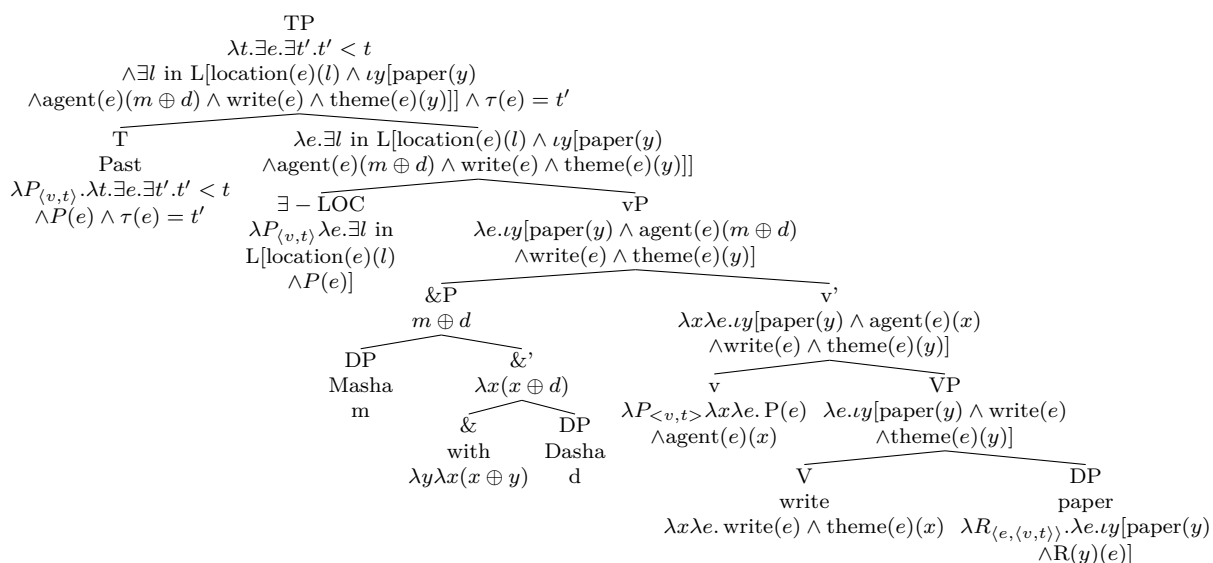 TP
λt.∃e.∃t′.t′ < t
∧∃l in L[location(e)(l) ∧ ιy[paper(y)
∧agent(e)(m ⊕ d) ∧ write(e) ∧ theme(e)(y)]] ∧ τ(e) = t′
T
Past
λP⟨v,t⟩.λt.∃e.∃t′.t′ < t
∧P(e) ∧ τ(e) = t′
λe.∃l in L[location(e)(l) ∧ ιy[paper(y)
∧agent(e)(m ⊕ d) ∧ write(e) ∧ theme(e)(y)]]
∃ − LOC
λP⟨v,t⟩λe.∃l in
L[location(e)(l)
∧P(e)]
vP
λe.ιy[paper(y) ∧ agent(e)(m ⊕ d)
∧write(e) ∧ theme(e)(y)]
&P
m ⊕ d
DP
Masha
m
&’
λx(x ⊕ d)
&
with
λyλx(x ⊕ y)
DP
Dasha
d
v’
λxλe.ιy[paper(y) ∧ agent(e)(x)
∧write(e) ∧ theme(e)(y)]
v
λP<v,t>λxλe. P(e)
∧agent(e)(x)
VP
λe.ιy[paper(y) ∧ write(e)
∧theme(e)(y)]
V
write
λxλe. write(e) ∧ theme(e)(x)
DP
paper
λR⟨e,⟨v,t⟩⟩.λe.ιy[paper(y)
∧R(y)(e)]